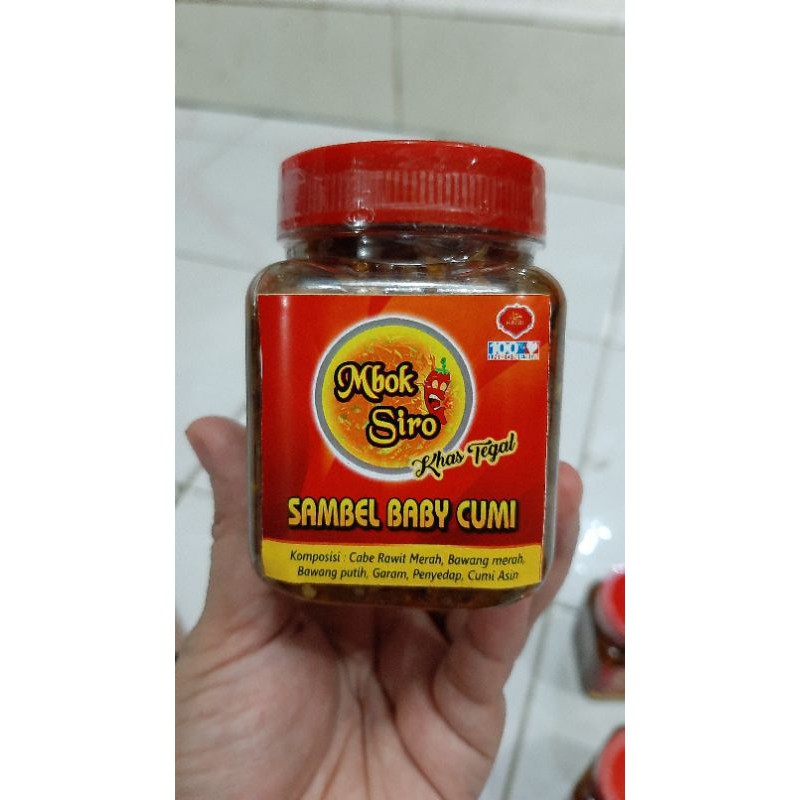 100%
Mbok
Siro
Khas Tegal
SAMBEL BABY CUMI
Komposisi : Cabe Rawit Merah, Bawang merah,
Bawang putih, Garam, Penyedap, Cumi Asin